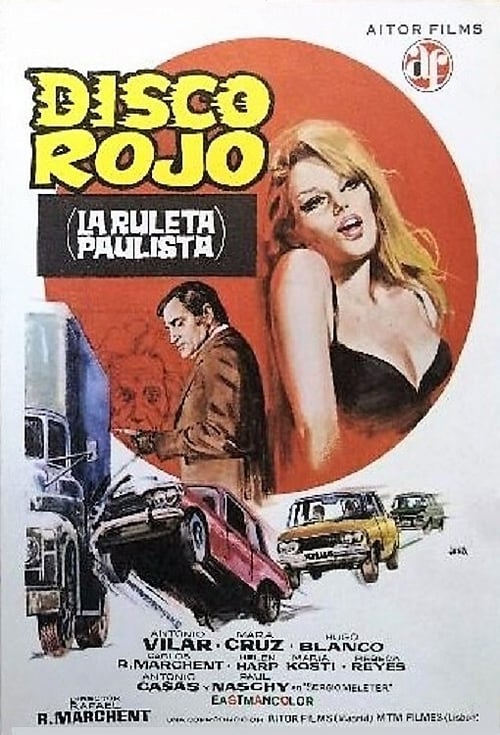 AITOR FILMS
df
DISCO
ROJO
(LA RULETA
PAULISTA)
ANTONIO MARA HUGO
VILAR · CRUZ · BLANCO
CARLOS HELEN MARIA REBECA
R.MARCHENT · HARP KOSTI · REYES
ANTONIO PAUL
CASAS Y NASCHY en "SERGIO MELETER"
EASTMANCOLOR
DIRECTOR
RAFAEL
R.MARCHENT
UNA AITOR FILMS (Madrid) MTM FILMES (Lisboa)